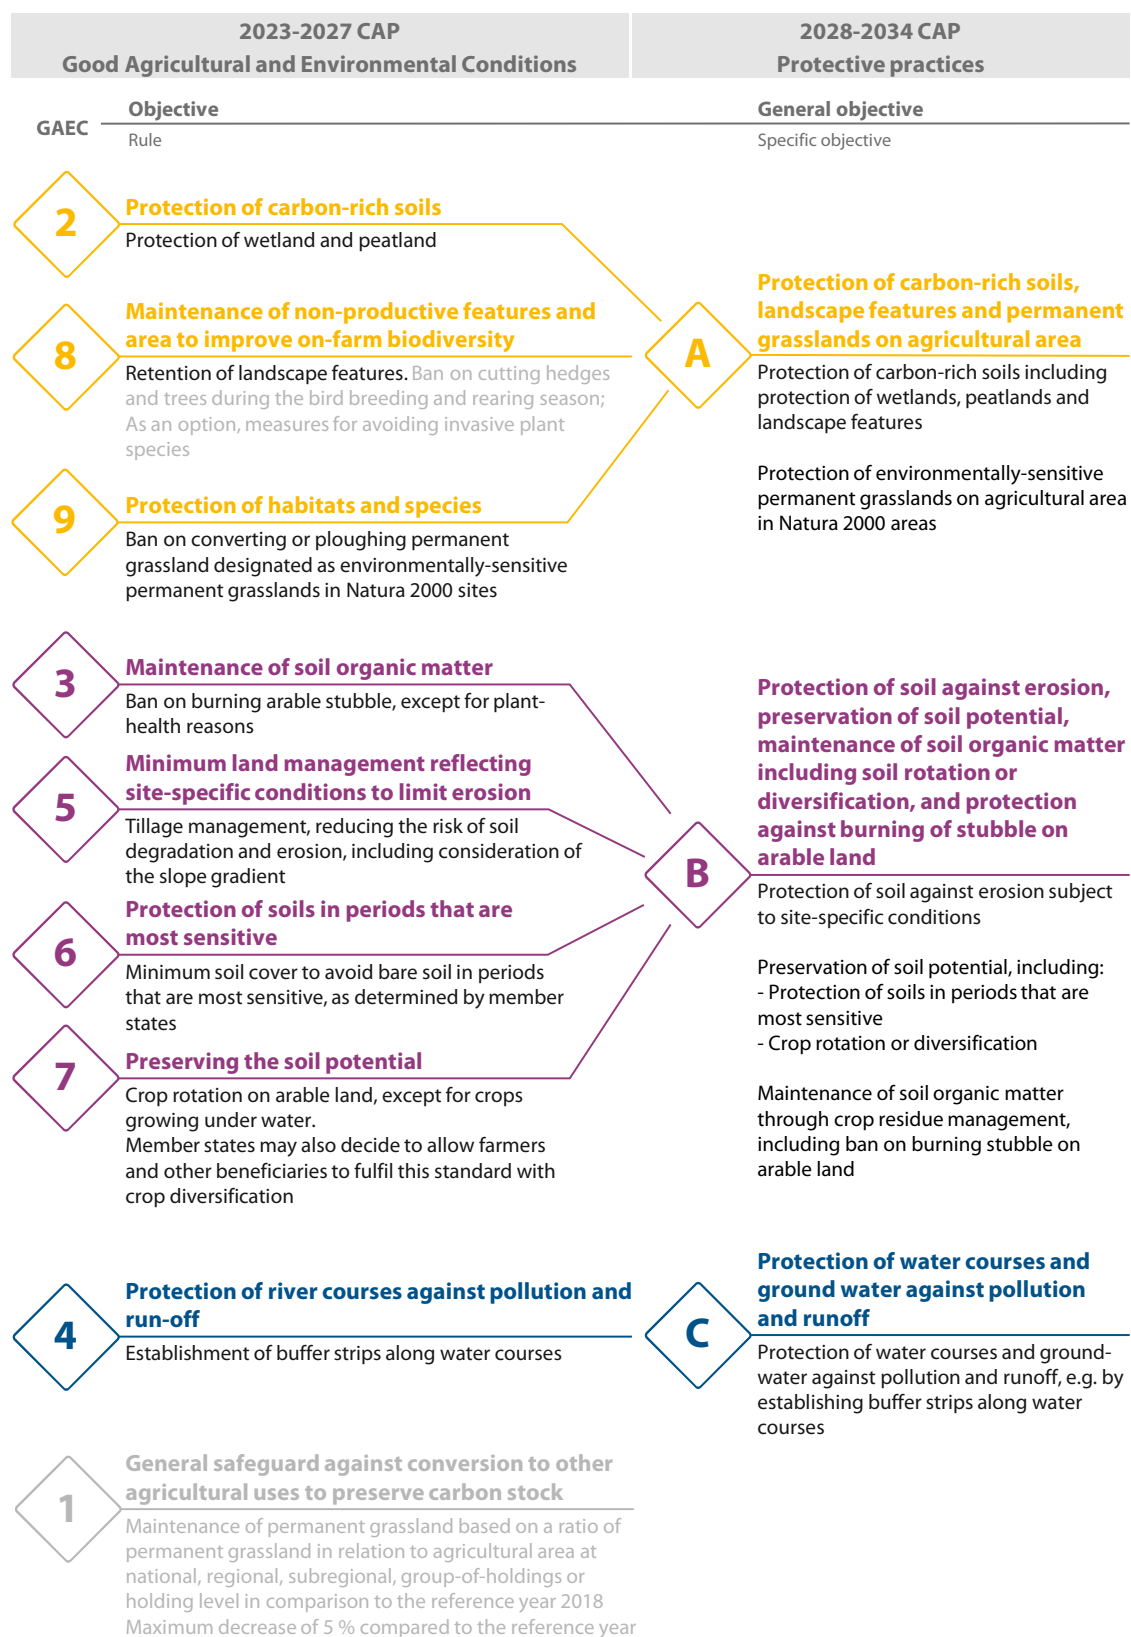 2023-2027 CAP
Good Agricultural and Environmental Conditions
2028-2034 CAP
Protective practices
GAEC
Objective
Rule
General objective
Specific objective
2
Protection of carbon-rich soils
Protection of wetland and peatland
8
Maintenance of non-productive features and
area to improve on-farm biodiversity
Retention of landscape features. Ban on cutting hedges
and trees during the bird breeding and rearing season;
As an option, measures for avoiding invasive plant
species
9
Protection of habitats and species
Ban on converting or ploughing permanent
grassland designated as environmentally-sensitive
permanent grasslands in Natura 2000 sites
A
Protection of carbon-rich soils,
landscape features and permanent
grasslands on agricultural area
Protection of carbon-rich soils including
protection of wetlands, peatlands and
landscape features
Protection of environmentally-sensitive
permanent grasslands on agricultural area
in Natura 2000 areas
3
Maintenance of soil organic matter
Ban on burning arable stubble, except for plant-
health reasons
5
Minimum land management reflecting
site-specific conditions to limit erosion
Tillage management, reducing the risk of soil
degradation and erosion, including consideration of
the slope gradient
6
Protection of soils in periods that are
most sensitive
Minimum soil cover to avoid bare soil in periods
that are most sensitive, as determined by member
states
7
Preserving the soil potential
Crop rotation on arable land, except for crops
growing under water.
Member states may also decide to allow farmers
and other beneficiaries to fulfil this standard with
crop diversification
B
Protection of soil against erosion,
preservation of soil potential,
maintenance of soil organic matter
including soil rotation or
diversification, and protection
against burning of stubble on
arable land
Protection of soil against erosion subject
to site-specific conditions
Preservation of soil potential, including:
- Protection of soils in periods that are
most sensitive
- Crop rotation or diversification
Maintenance of soil organic matter
through crop residue management,
including ban on burning stubble on
arable land
4
Protection of river courses against pollution and
run-off
Establishment of buffer strips along water courses
C
Protection of water courses and
ground water against pollution
and runoff
Protection of water courses and ground-
water against pollution and runoff, e.g. by
establishing buffer strips along water
courses
1
General safeguard against conversion to other
agricultural uses to preserve carbon stock
Maintenance of permanent grassland based on a ratio of
permanent grassland in relation to agricultural area at
national, regional, subregional, group-of-holdings or
holding level in comparison to the reference year 2018
Maximum decrease of 5 % compared to the reference year